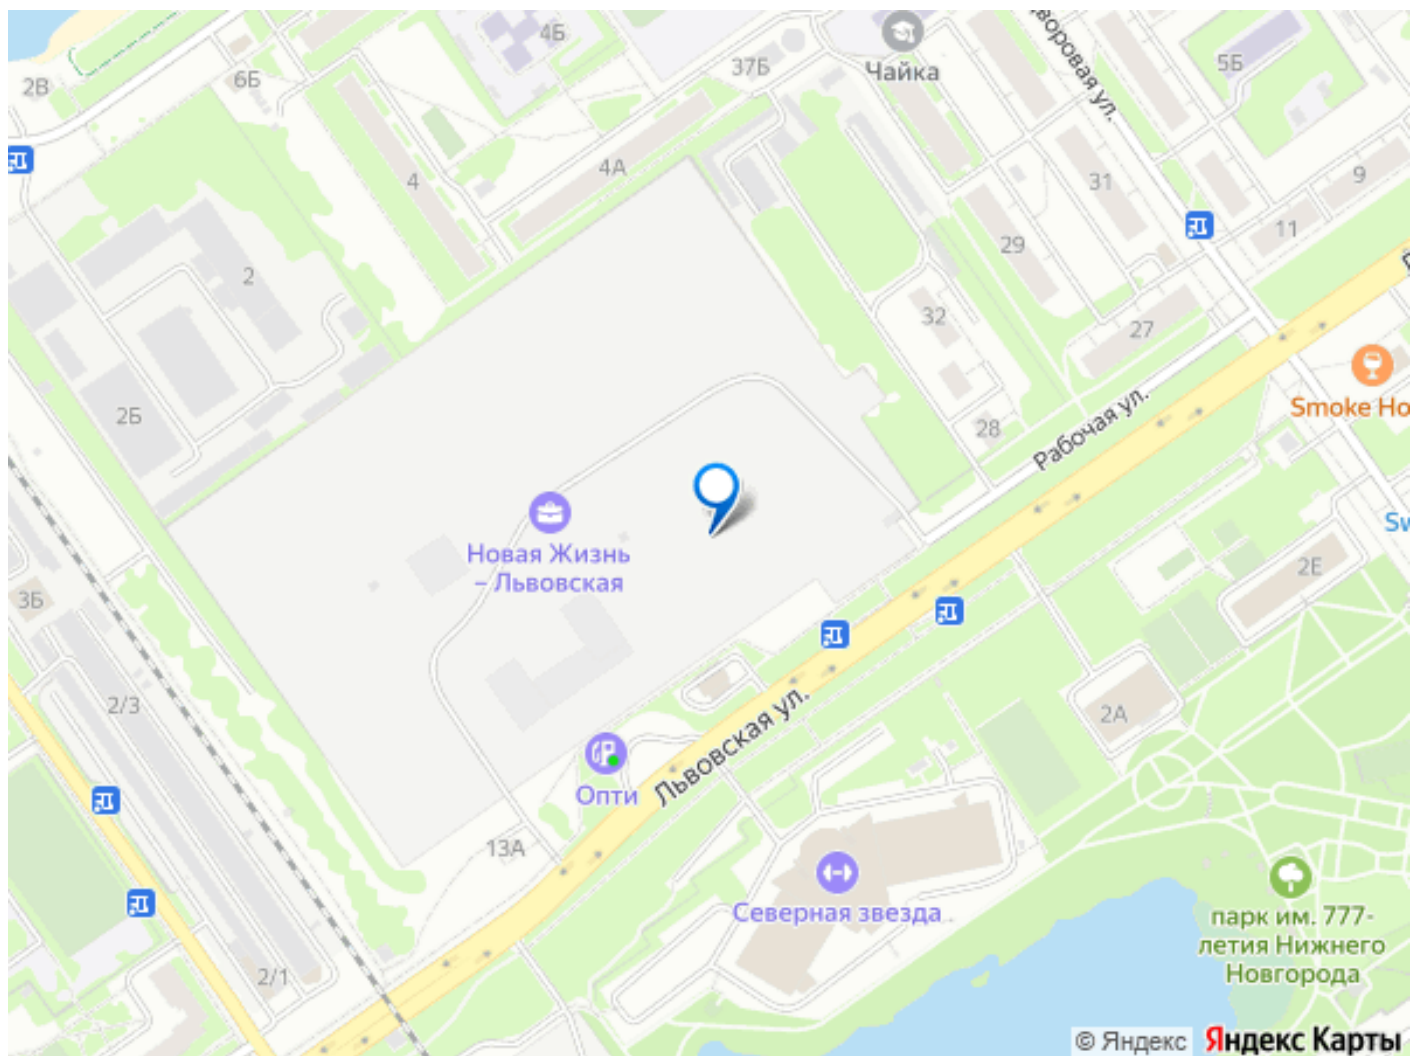 4Б
2В
6Б
37Б
Чайка
5Б
Дворовая ул.
4
4А
31
9
11
29
2
32
27
2Б
28
Рабочая ул.
Smoke Ho
Новая Жизнь
– Львовская
Sw
2Е
3Б
2/3
2А
Львовская ул.
Опти
13А
Северная звезда
парк им. 777-
летия Нижнего
Новгорода
2/1
© Яндекс Яндекс Карты